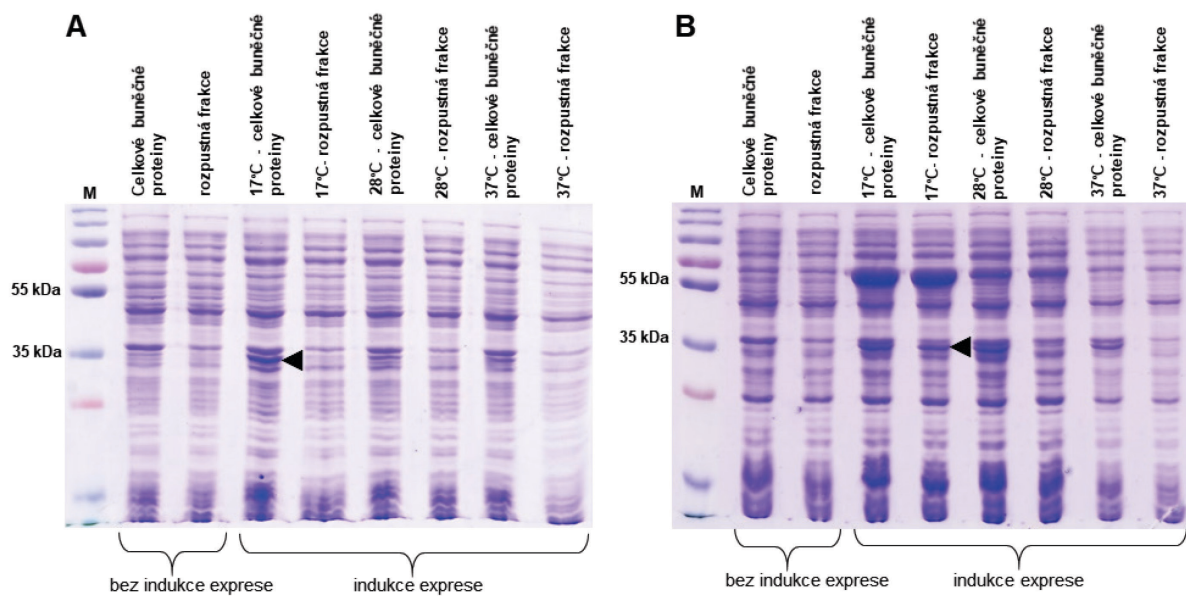 A
Celkové buněčné
proteiny
rozpustná frakce
17°C - celkové buněčné
proteiny
17°C- rozpustná frakce
28°C - celkové buněčné
proteiny
28°C - rozpustná frakce
37°C - celkové buněčné
proteiny
37°C - rozpustná frakce
M
55 kDa
35 kDa
bez indukce exprese
indukce exprese
B
Celkové buněčné
proteiny
rozpustná frakce
17°C - celkové buněčné
proteiny
17°C - rozpustná frakce
28°C - celkové buněčné
proteiny
28°C - rozpustná frakce
37°C - celkové buněčné
proteiny
37°C - rozpustná frakce
M
55 kDa
35 kDa
bez indukce exprese
indukce exprese